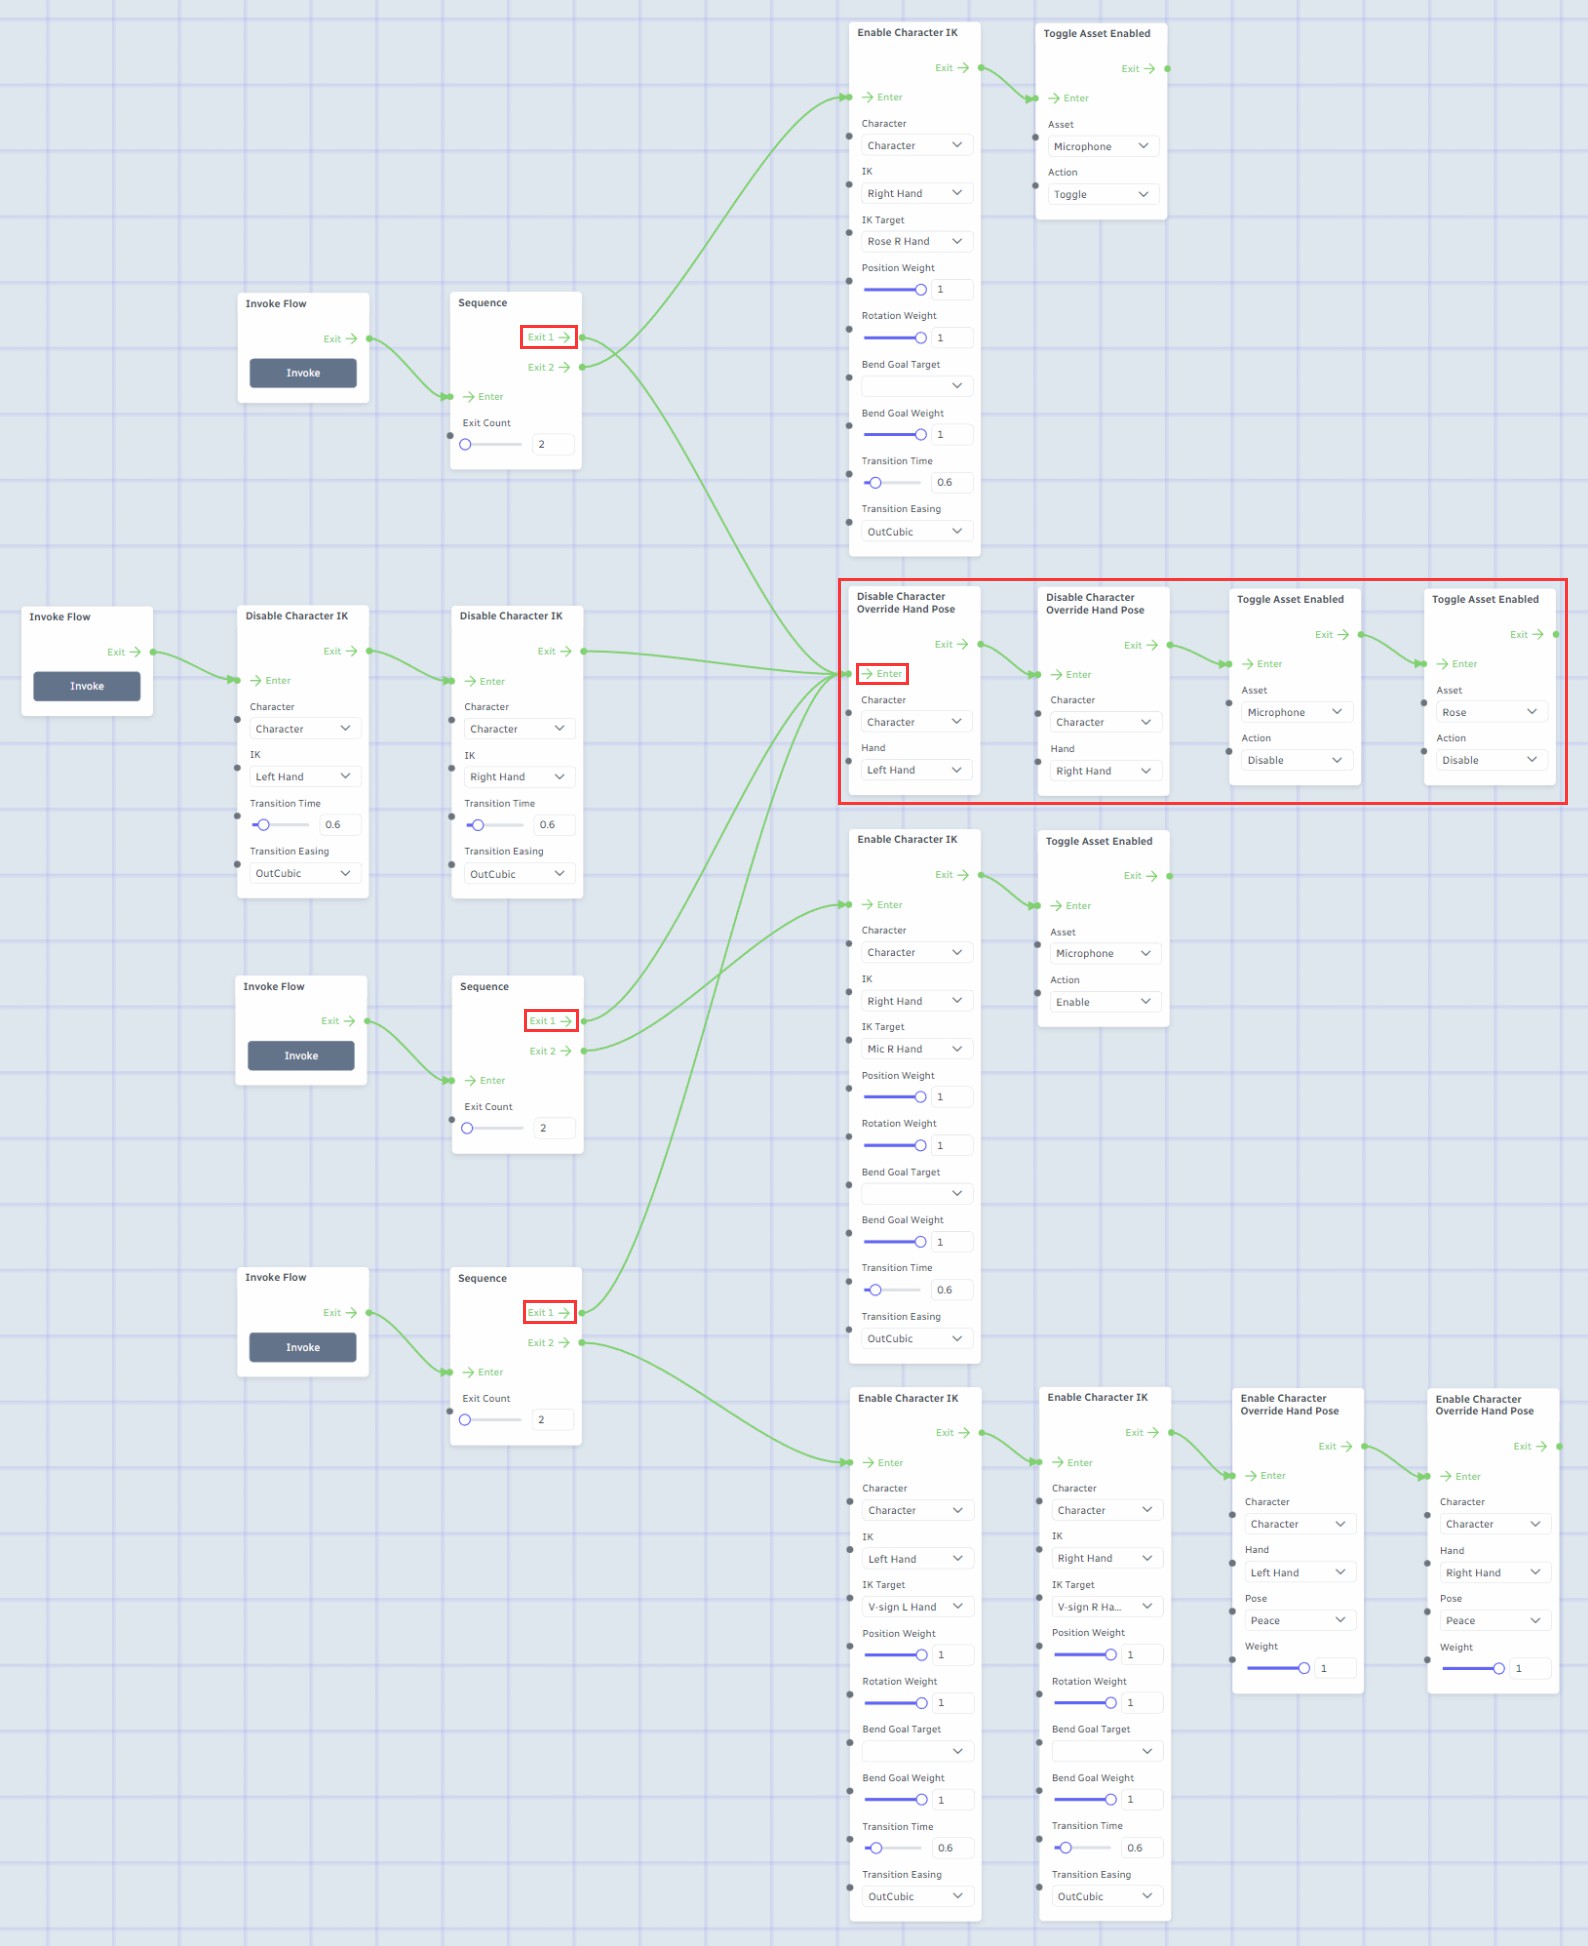 Enable Character IK
Exit
Enter
Character
Character
IK
Right Hand
IK Target
Rose R Hand
Position Weight
1
Rotation Weight
1
Bend Goal Target
Bend Goal Weight
1
Transition Time
0.6
Transition Easing
OutCubic
Toggle Asset Enabled
Exit
Enter
Asset
Microphone
Action
Toggle
Invoke Flow
Exit
Invoke
Sequence
Exit 1
Exit 2
Enter
Exit Count
2
Invoke Flow
Exit
Invoke
Disable Character IK
Exit
Enter
Character
Character
IK
Left Hand
Transition Time
0.6
Transition Easing
OutCubic
Disable Character IK
Exit
Enter
Character
Character
IK
Right Hand
Transition Time
0.6
Transition Easing
OutCubic
Disable Character
Override Hand Pose
Exit
Enter
Character
Character
Hand
Left Hand
Disable Character
Override Hand Pose
Exit
Enter
Character
Character
Hand
Right Hand
Toggle Asset Enabled
Exit
Enter
Asset
Microphone
Action
Disable
Toggle Asset Enabled
Exit
Enter
Asset
Rose
Action
Disable
Invoke Flow
Exit
Invoke
Sequence
Exit 1
Exit 2
Enter
Exit Count
2
Enable Character IK
Exit
Enter
Character
Character
IK
Right Hand
IK Target
Mic R Hand
Position Weight
1
Rotation Weight
1
Bend Goal Target
Bend Goal Weight
1
Transition Time
0.6
Transition Easing
OutCubic
Toggle Asset Enabled
Exit
Enter
Asset
Microphone
Action
Enable
Invoke Flow
Exit
Invoke
Sequence
Exit 1
Exit 2
Enter
Exit Count
2
Enable Character IK
Exit
Enter
Character
Character
IK
Left Hand
IK Target
V-sign L Hand
Position Weight
1
Rotation Weight
1
Bend Goal Target
Bend Goal Weight
1
Transition Time
0.6
Transition Easing
OutCubic
Enable Character IK
Exit
Enter
Character
Character
IK
Right Hand
IK Target
V-sign R Ha...
Position Weight
1
Rotation Weight
1
Bend Goal Target
Bend Goal Weight
1
Transition Time
0.6
Transition Easing
OutCubic
Enable Character
Override Hand Pose
Exit
Enter
Character
Character
Hand
Left Hand
Pose
Peace
Weight
1
Enable Character
Override Hand Pose
Exit
Enter
Character
Character
Hand
Right Hand
Pose
Peace
Weight
1